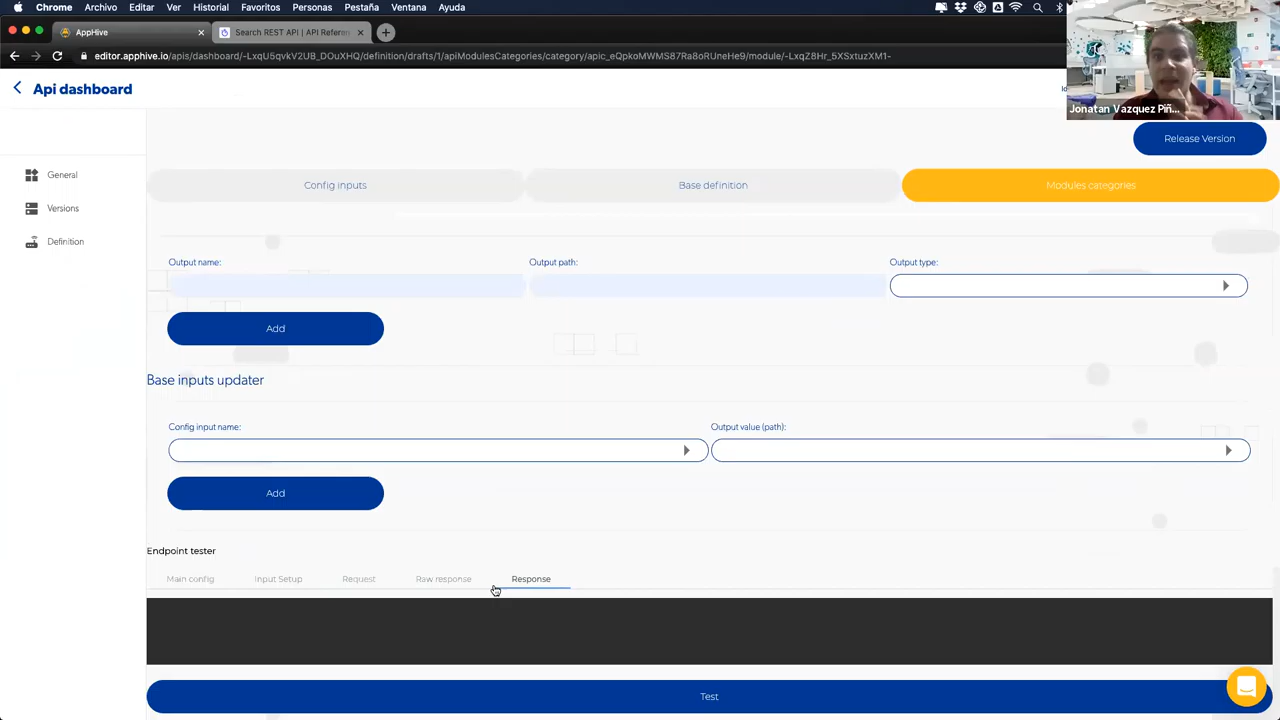 Chrome Archivo Editar Ver Historial Favoritos Personas Pestaña Ventana Ayuda
AppHive
Search REST API | API Referen
editor.apphive.io/apis/dashboard/-LxqU5qvkV2UB_DOuXHQ/definition/drafts/1/apiModulesCategories/category/apic_eQpkoMWMS87Ra8oRUneHe9/module/-LxqZ8Hr_5XSxtuzXM1-
Api dashboard
Jonatan Vazquez Piñ...
Release Version
General
Versions
Definition
Config inputs
Base definition
Modules categories
Output name:
Output path:
Output type:
Add
Base inputs updater
Config input name:
Output value (path):
Add
Endpoint tester
Main config
Input Setup
Request
Raw response
Response
Test